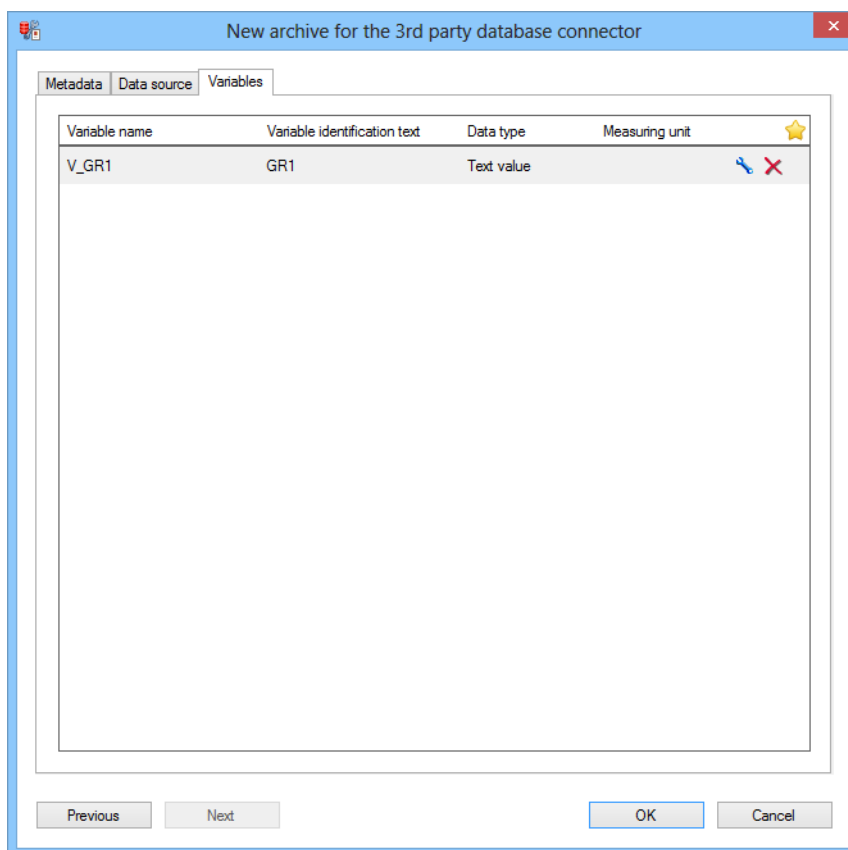 New archive for the 3rd party database connector
Metadata Data source Variables
Variable name Variable identification text Data type Measuring unit
V_GR1 GR1 Text value
Previous Next OK Cancel